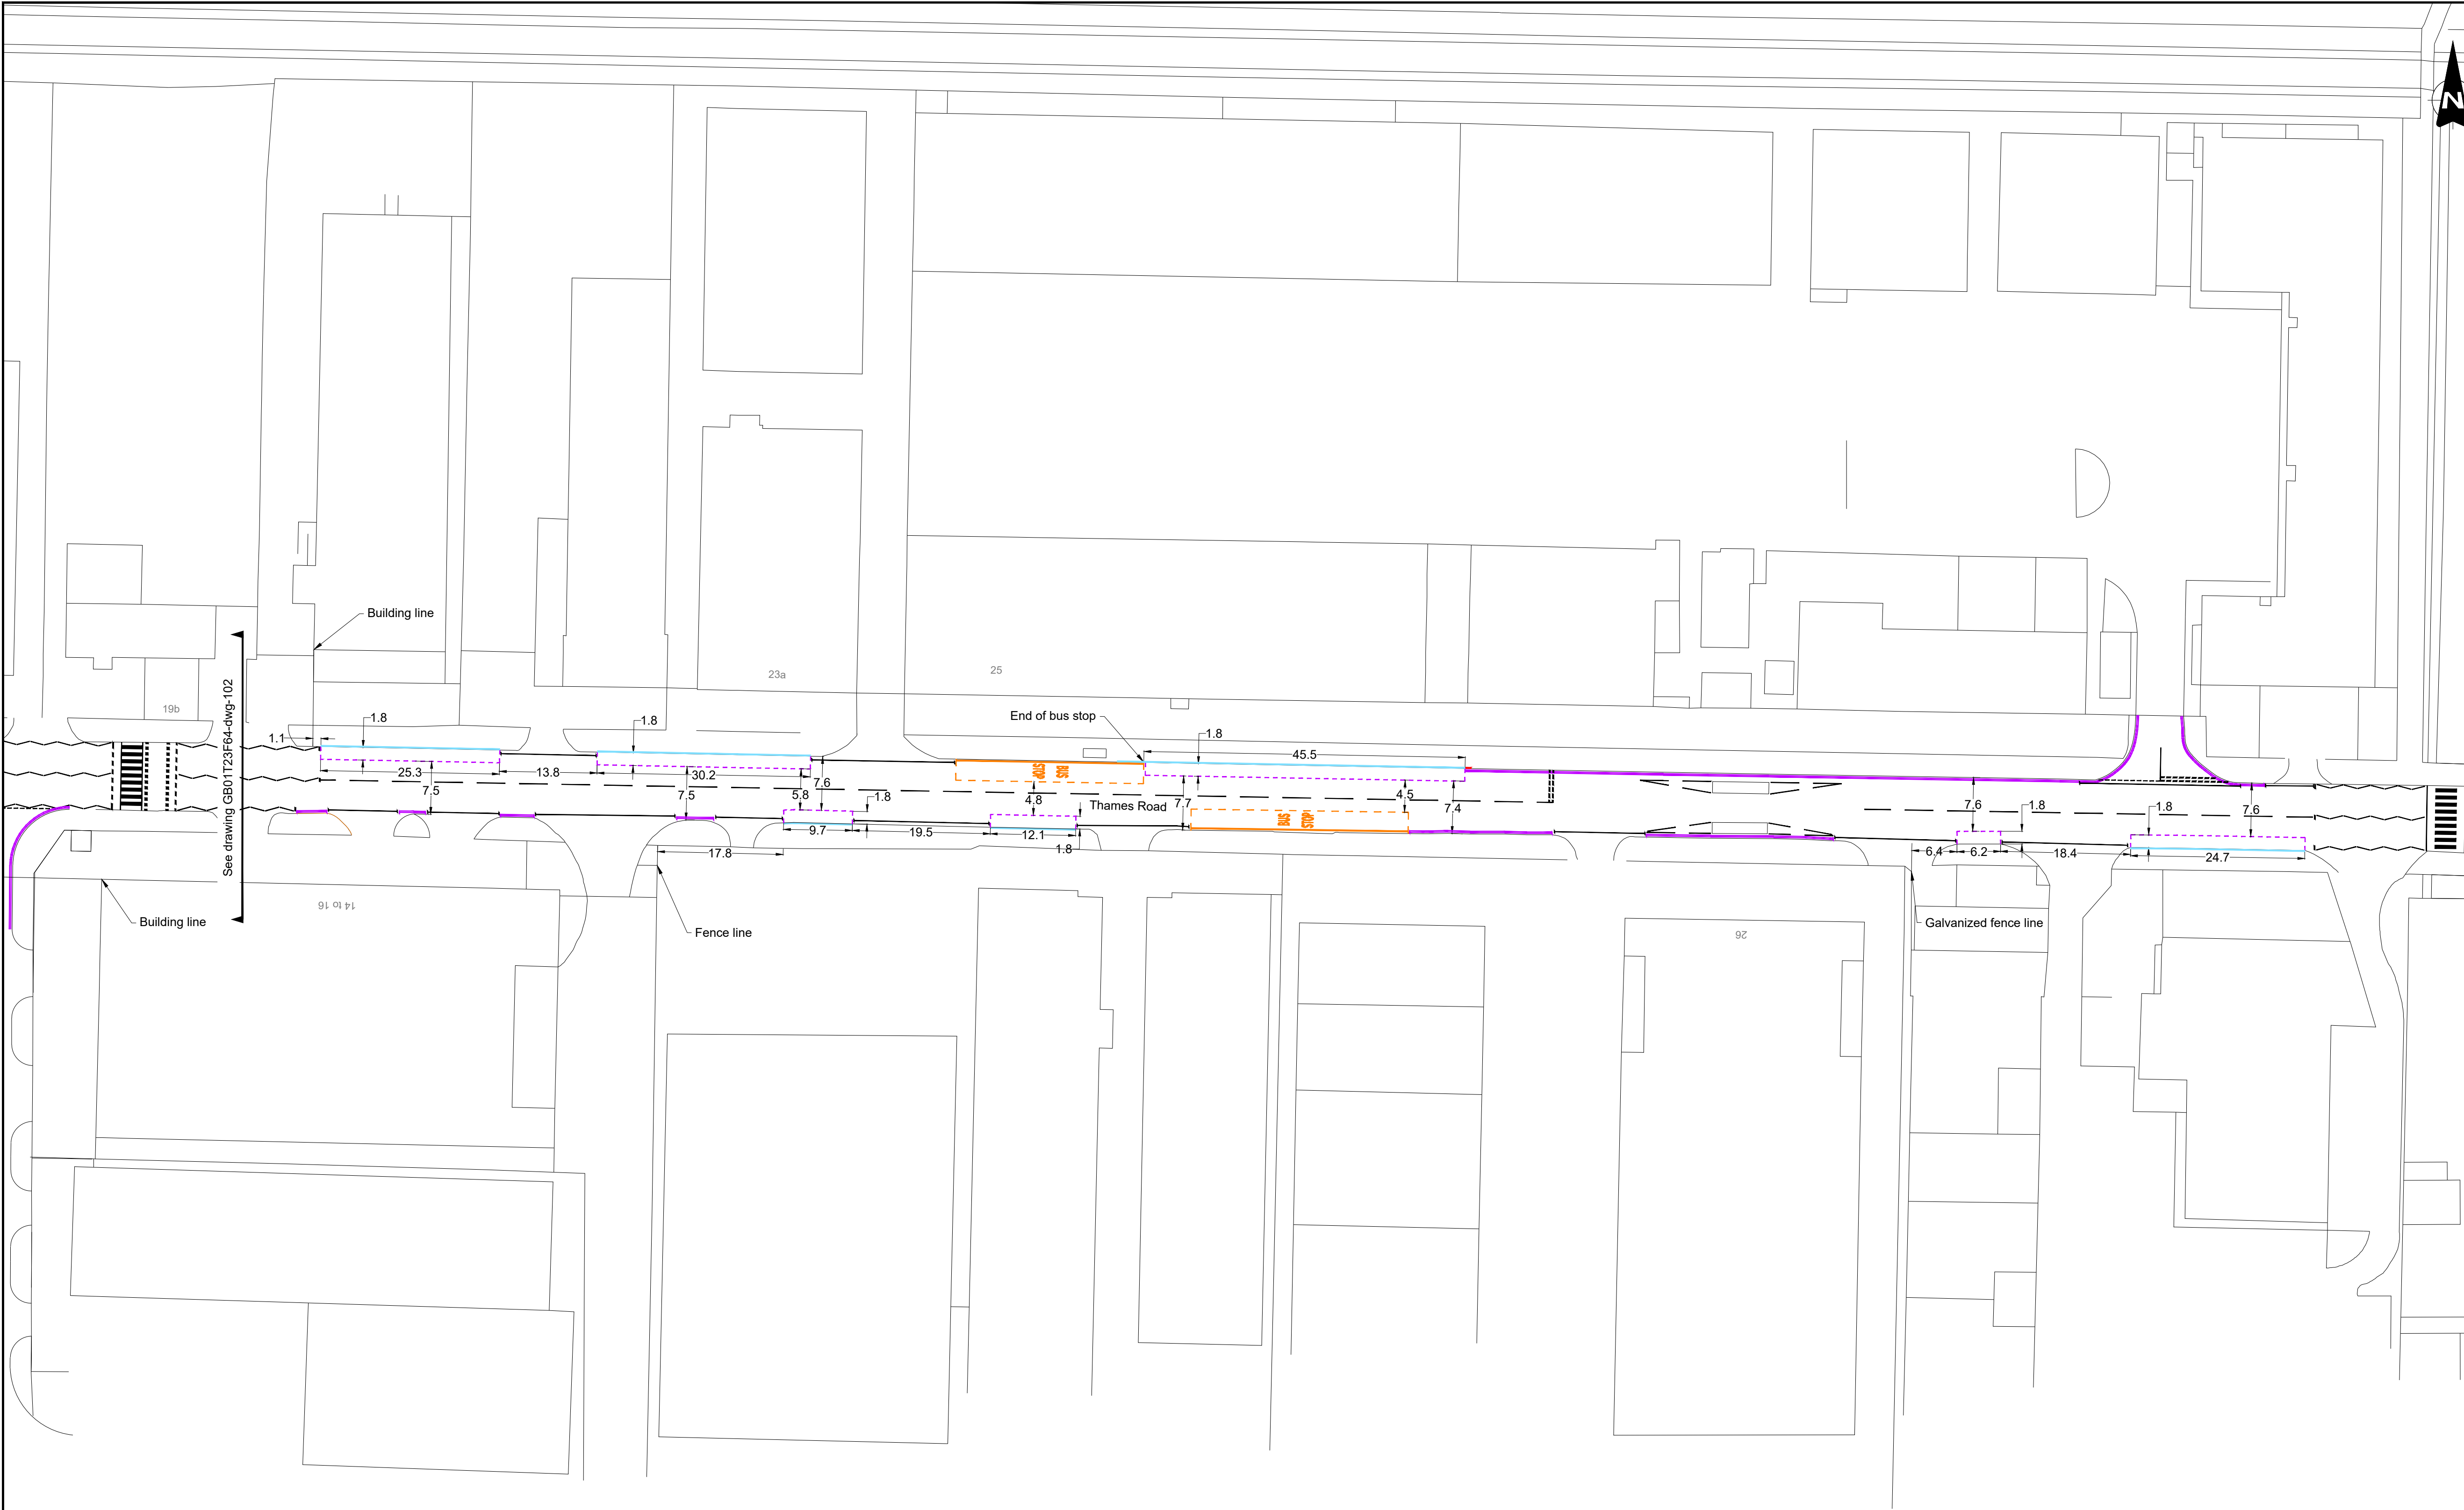 N
Building line
23a
25
19b
See drawing GB01T23F64-dwg-102
1.8
1.8
End of bus stop
1.8
1.1
45.5
25.3
13.8
30.2
7.6
BUS
STOP
7.5
7.5
5.8
1.8
4.8
Thames Road
7.7
4.5
7.4
7.6
1.8
1.8
7.6
BUS
STOP
9.7
19.5
12.1
1.8
17.8
6.4
6.2
18.4
24.7
14 to 16
Building line
Fence line
26
Galvanized fence line